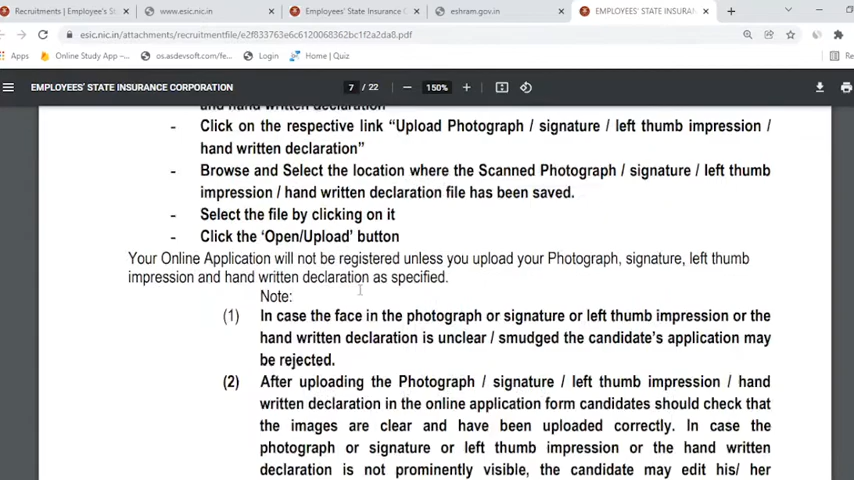 Recruitments | Employee's S
www.esic.nic.in
Employees' State Insurance C
eshram.gov.in
EMPLOYEES' STATE INSURAN
esic.nic.in/attachments/recruitmentfile/e2f833763e6c6120068362bc1f2a2da8.pdf
Apps
Online Study App –...
os.asdevsoft.com/de...
Login
Home | Quiz
Re
EMPLOYEES' STATE INSURANCE CORPORATION
7 / 22
150%
and hand written declaration
- Click on the respective link “Upload Photograph / signature / left thumb impression /
hand written declaration”
- Browse and Select the location where the Scanned Photograph / signature / left thumb
impression / hand written declaration file has been saved.
- Select the file by clicking on it
- Click the ‘Open/Upload’ button
Your Online Application will not be registered unless you upload your Photograph, signature, left thumb
impression and hand written declaration as specified.
Note:
(1) In case the face in the photograph or signature or left thumb impression or the
hand written declaration is unclear / smudged the candidate’s application may
be rejected.
(2) After uploading the Photograph / signature / left thumb impression / hand
written declaration in the online application form candidates should check that
the images are clear and have been uploaded correctly. In case the
photograph or signature or left thumb impression or the hand written
declaration is not prominently visible, the candidate may edit his/ her